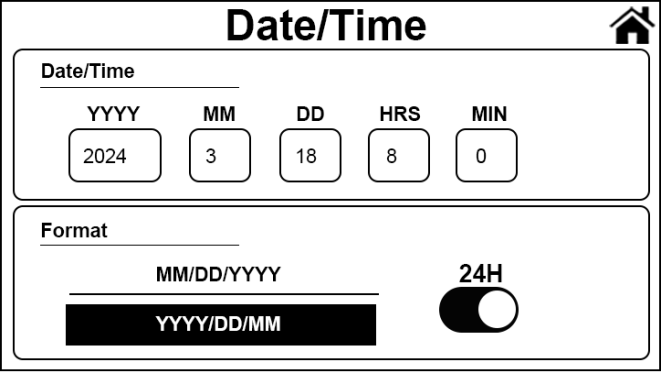 Date/Time
Date/Time
YYYY MM DD HRS MIN
2024 3 18 8 0
Format
MM/DD/YYYY
24H
YYYY/DD/MM